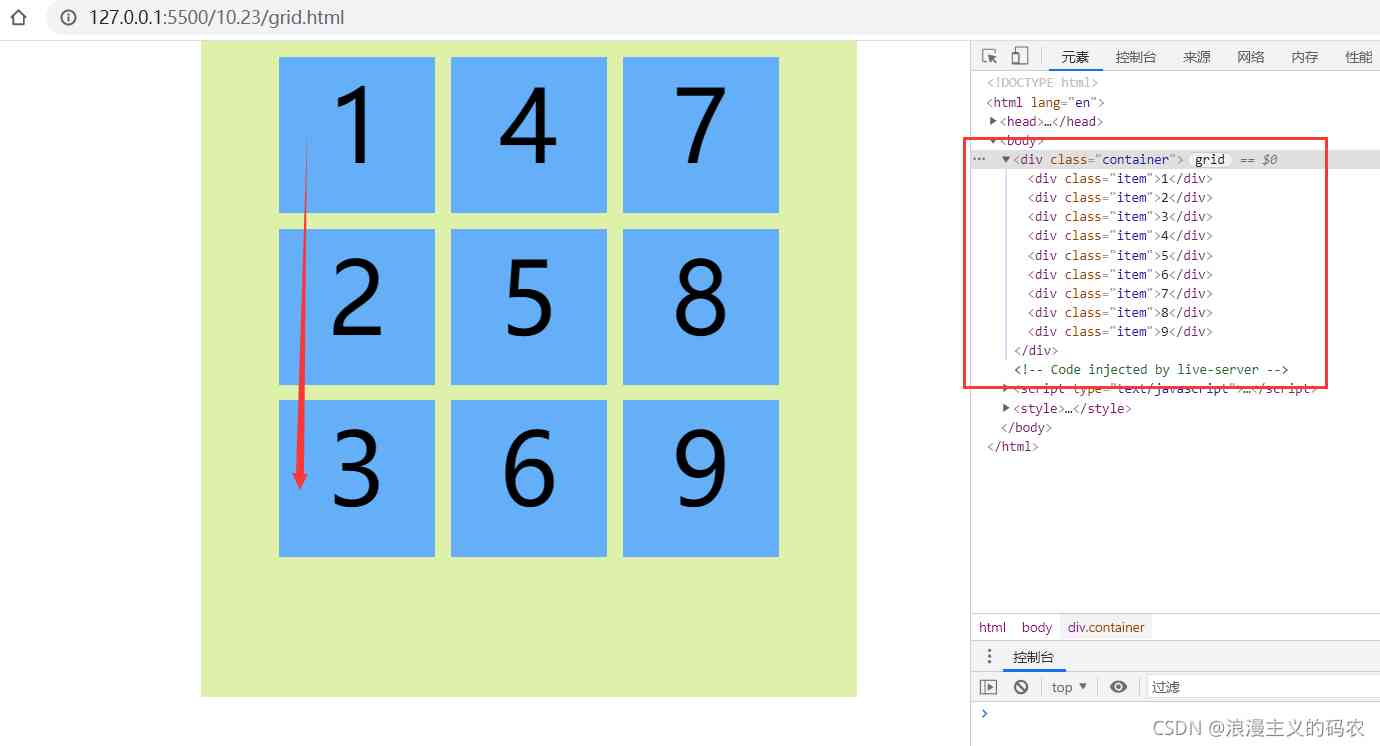 127.0.0.1:5500/10.23/grid.html
1 4 7
2 5 8
3 6 9
元素 控制台 来源 网络 内存 性能
<!DOCTYPE html>
<html lang="en">
<head>…</head>
<body>
<div class="container"> grid == $0
<div class="item">1</div>
<div class="item">2</div>
<div class="item">3</div>
<div class="item">4</div>
<div class="item">5</div>
<div class="item">6</div>
<div class="item">7</div>
<div class="item">8</div>
<div class="item">9</div>
</div>
<!-- Code injected by live-server -->
<script type="text/javascript">…</script>
<style>…</style>
</body>
</html>
html body div.container
控制台
top 过滤
CSDN @浪漫主义的码农